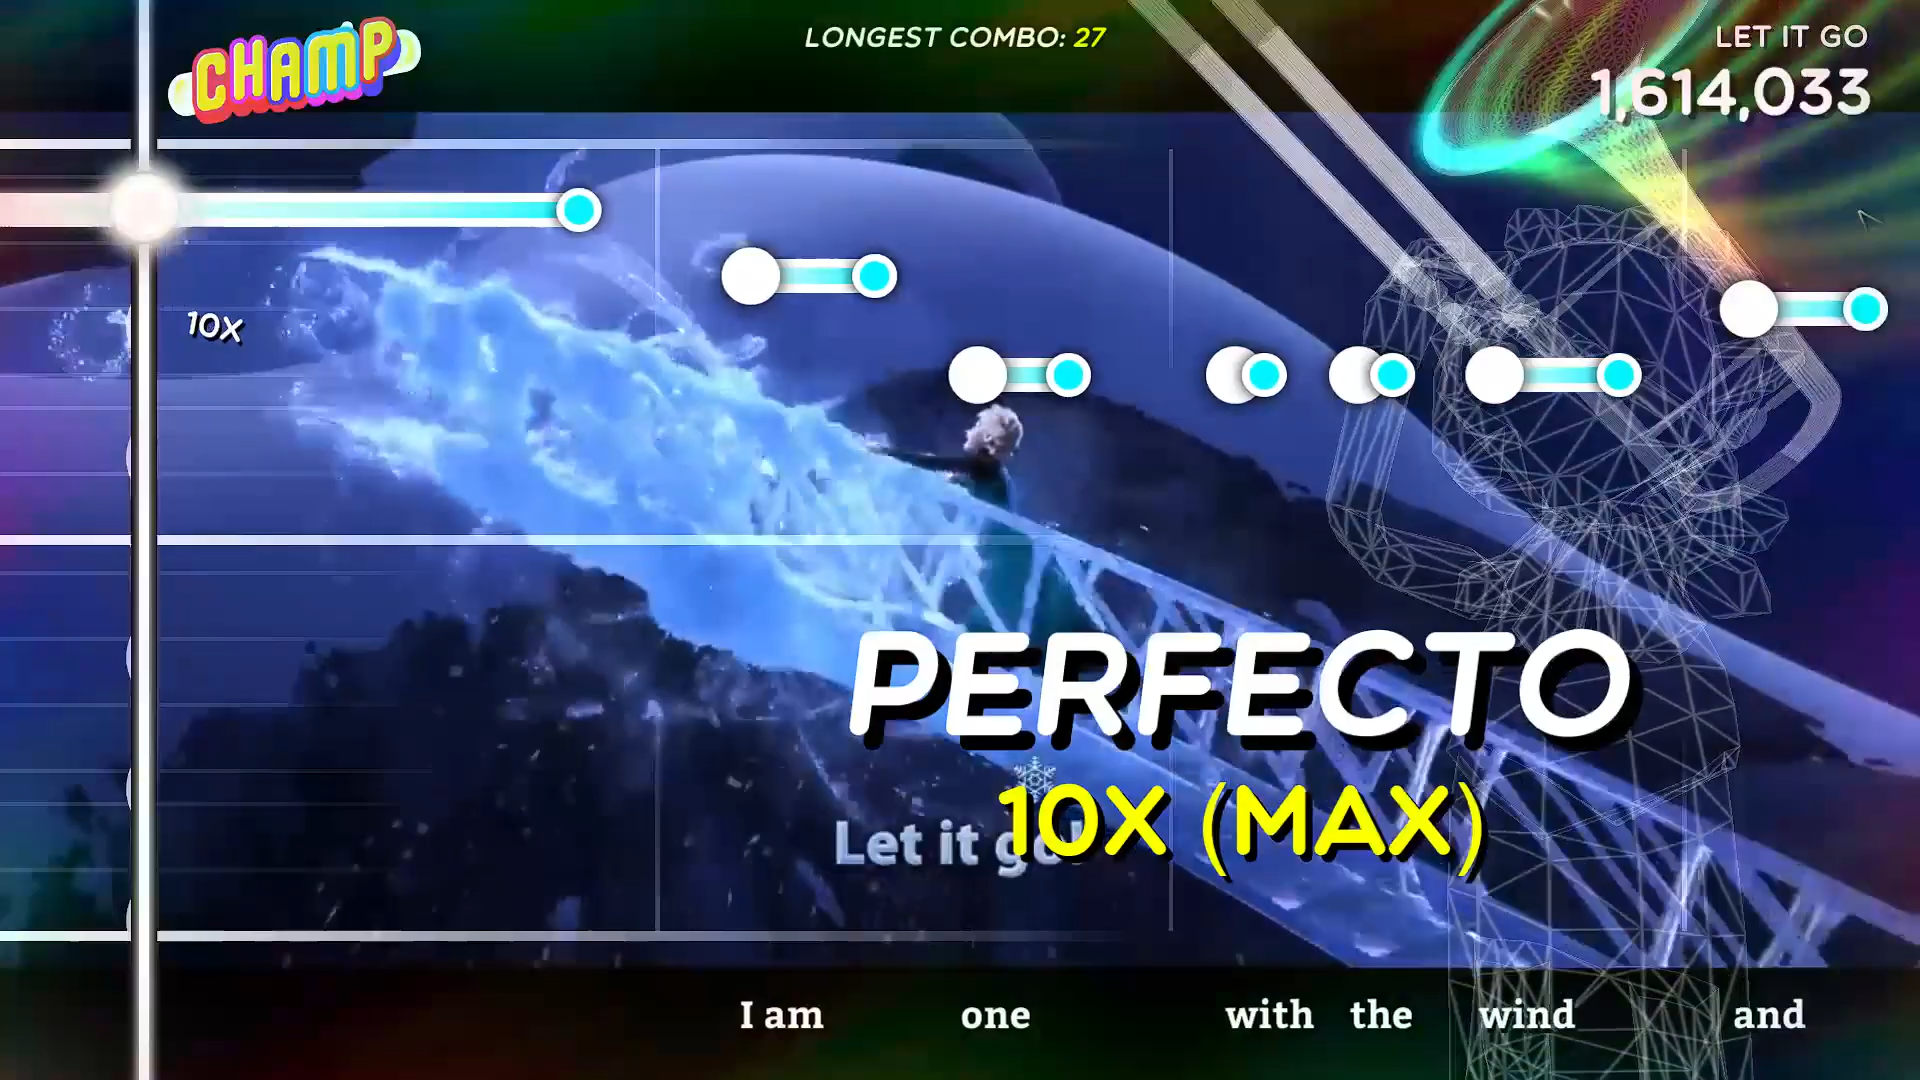 CHAMP
LONGEST COMBO: 27
LET IT GO
1,614,033
10X
PERFECTO
10X (MAX)
Let it go
I am one with the wind and